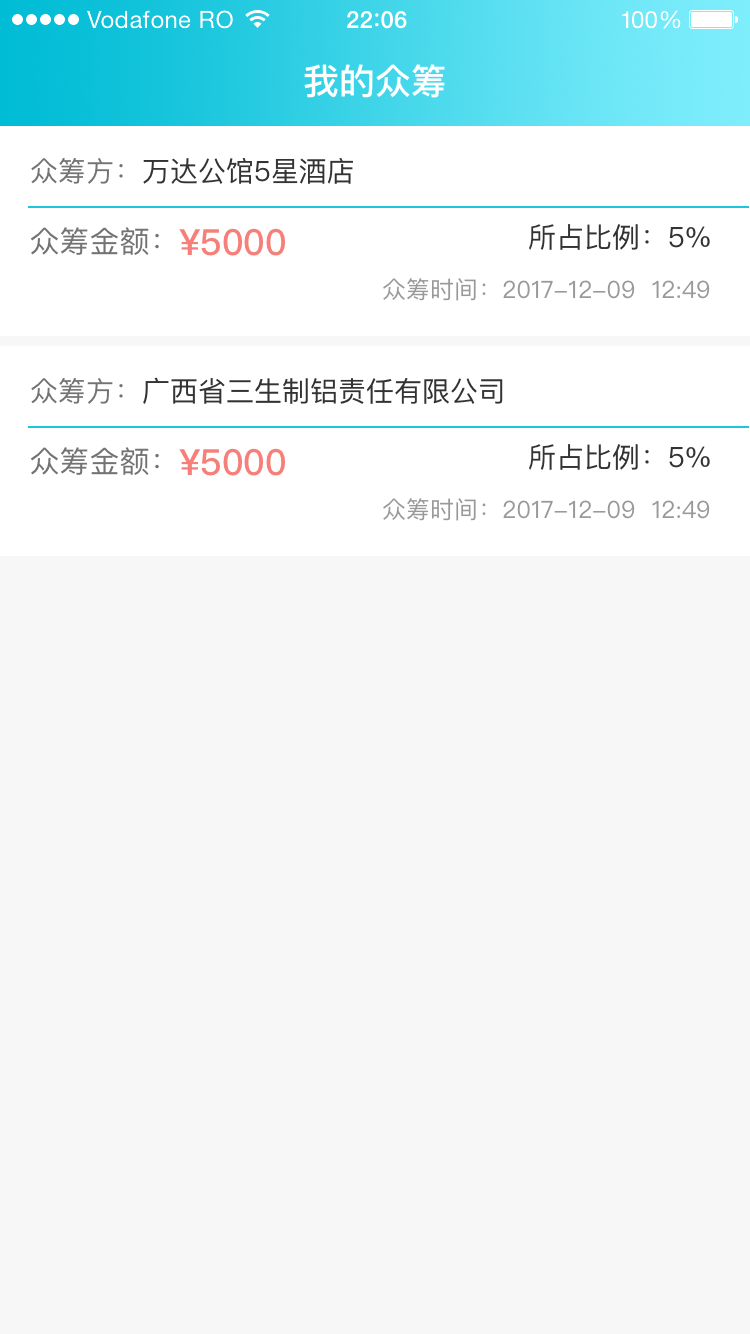 Vodafone RO 22:06 100%
我的众筹
众筹方：万达公馆5星酒店
众筹金额：¥5000 所占比例：5%
众筹时间：2017-12-09 12:49
众筹方：广西省三生制铝责任有限公司
众筹金额：¥5000 所占比例：5%
众筹时间：2017-12-09 12:49